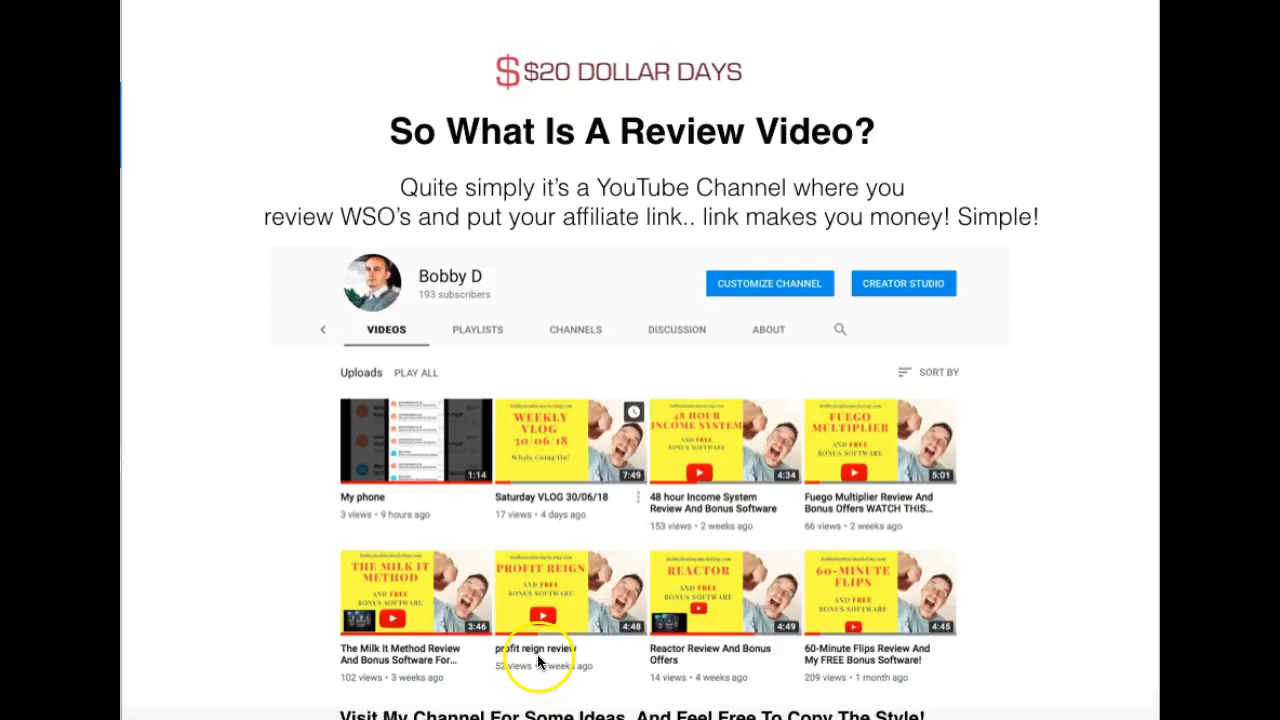 $ $20 DOLLAR DAYS
So What Is A Review Video?
Quite simply it's a YouTube Channel where you
review WSO's and put your affiliate link.. link makes you money! Simple!
Bobby D
193 subscribers
CUSTOMIZE CHANNEL
CREATOR STUDIO
VIDEOS PLAYLISTS CHANNELS DISCUSSION ABOUT
Uploads PLAY ALL
SORT BY
1:14
WEEKLY
VLOG
30/06/18
Whats Going On!
7:49
48 HOUR
INCOME SYSTEM
AND FREE
BONUS SOFTWARE
4:34
FUEGO
MULTIPLIER
AND FREE
BONUS SOFTWARE
5:01
My phone
3 views • 9 hours ago
Saturday VLOG 30/06/18
17 views • 4 days ago
48 hour Income System
Review And Bonus Software
153 views • 2 weeks ago
Fuego Multiplier Review And
Bonus Offers WATCH THIS...
66 views • 2 weeks ago
THE MILK IT
METHOD
AND FREE
BONUS SOFTWARE
3:46
PROFIT REIGN
AND FREE
BONUS SOFTWARE
4:48
REACTOR
AND FREE
BONUS SOFTWARE
4:49
60-MINUTE
FLIPS
AND FREE
BONUS SOFTWARE
4:45
The Milk It Method Review
And Bonus Software For...
102 views • 3 weeks ago
profit reign review
views weeks ago
Reactor Review And Bonus
Offers
14 views • 4 weeks ago
60-Minute Flips Review And
My FREE Bonus Software!
209 views • 1 month ago
Visit My Channel For Some Ideas, And Feel Free To Copy The Style!